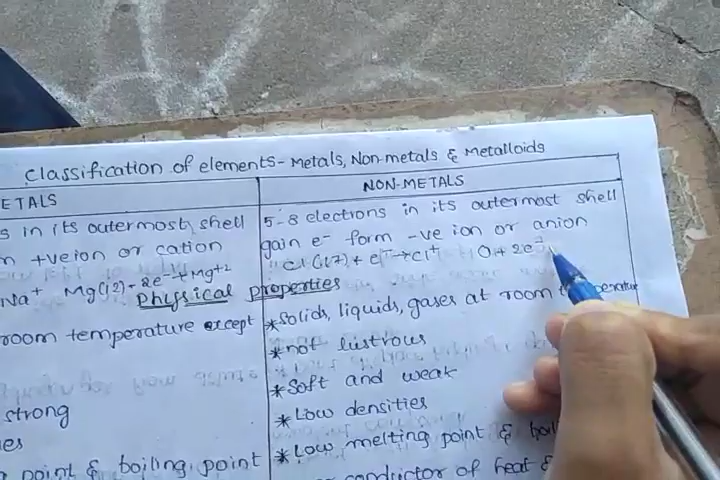 Classification of elements- Metals, Non-metals & Metalloids
ETALS
NON-METALS
s in its outermost shell
5-8 electrons in its outermost shell
n +ve ion or cation
gain e- form -ve ion or anion
Na+ Mg(12)-2e-→Mg+2
Cl(17)+e-→Cl+ O+2e-
Physical properties
room temperature except
*Solids, liquids, gases at room
*not lustrous
*Soft and weak
strong
*Low densities
ies
*Low melting point & boil
point & boiling point
conductor of heat &